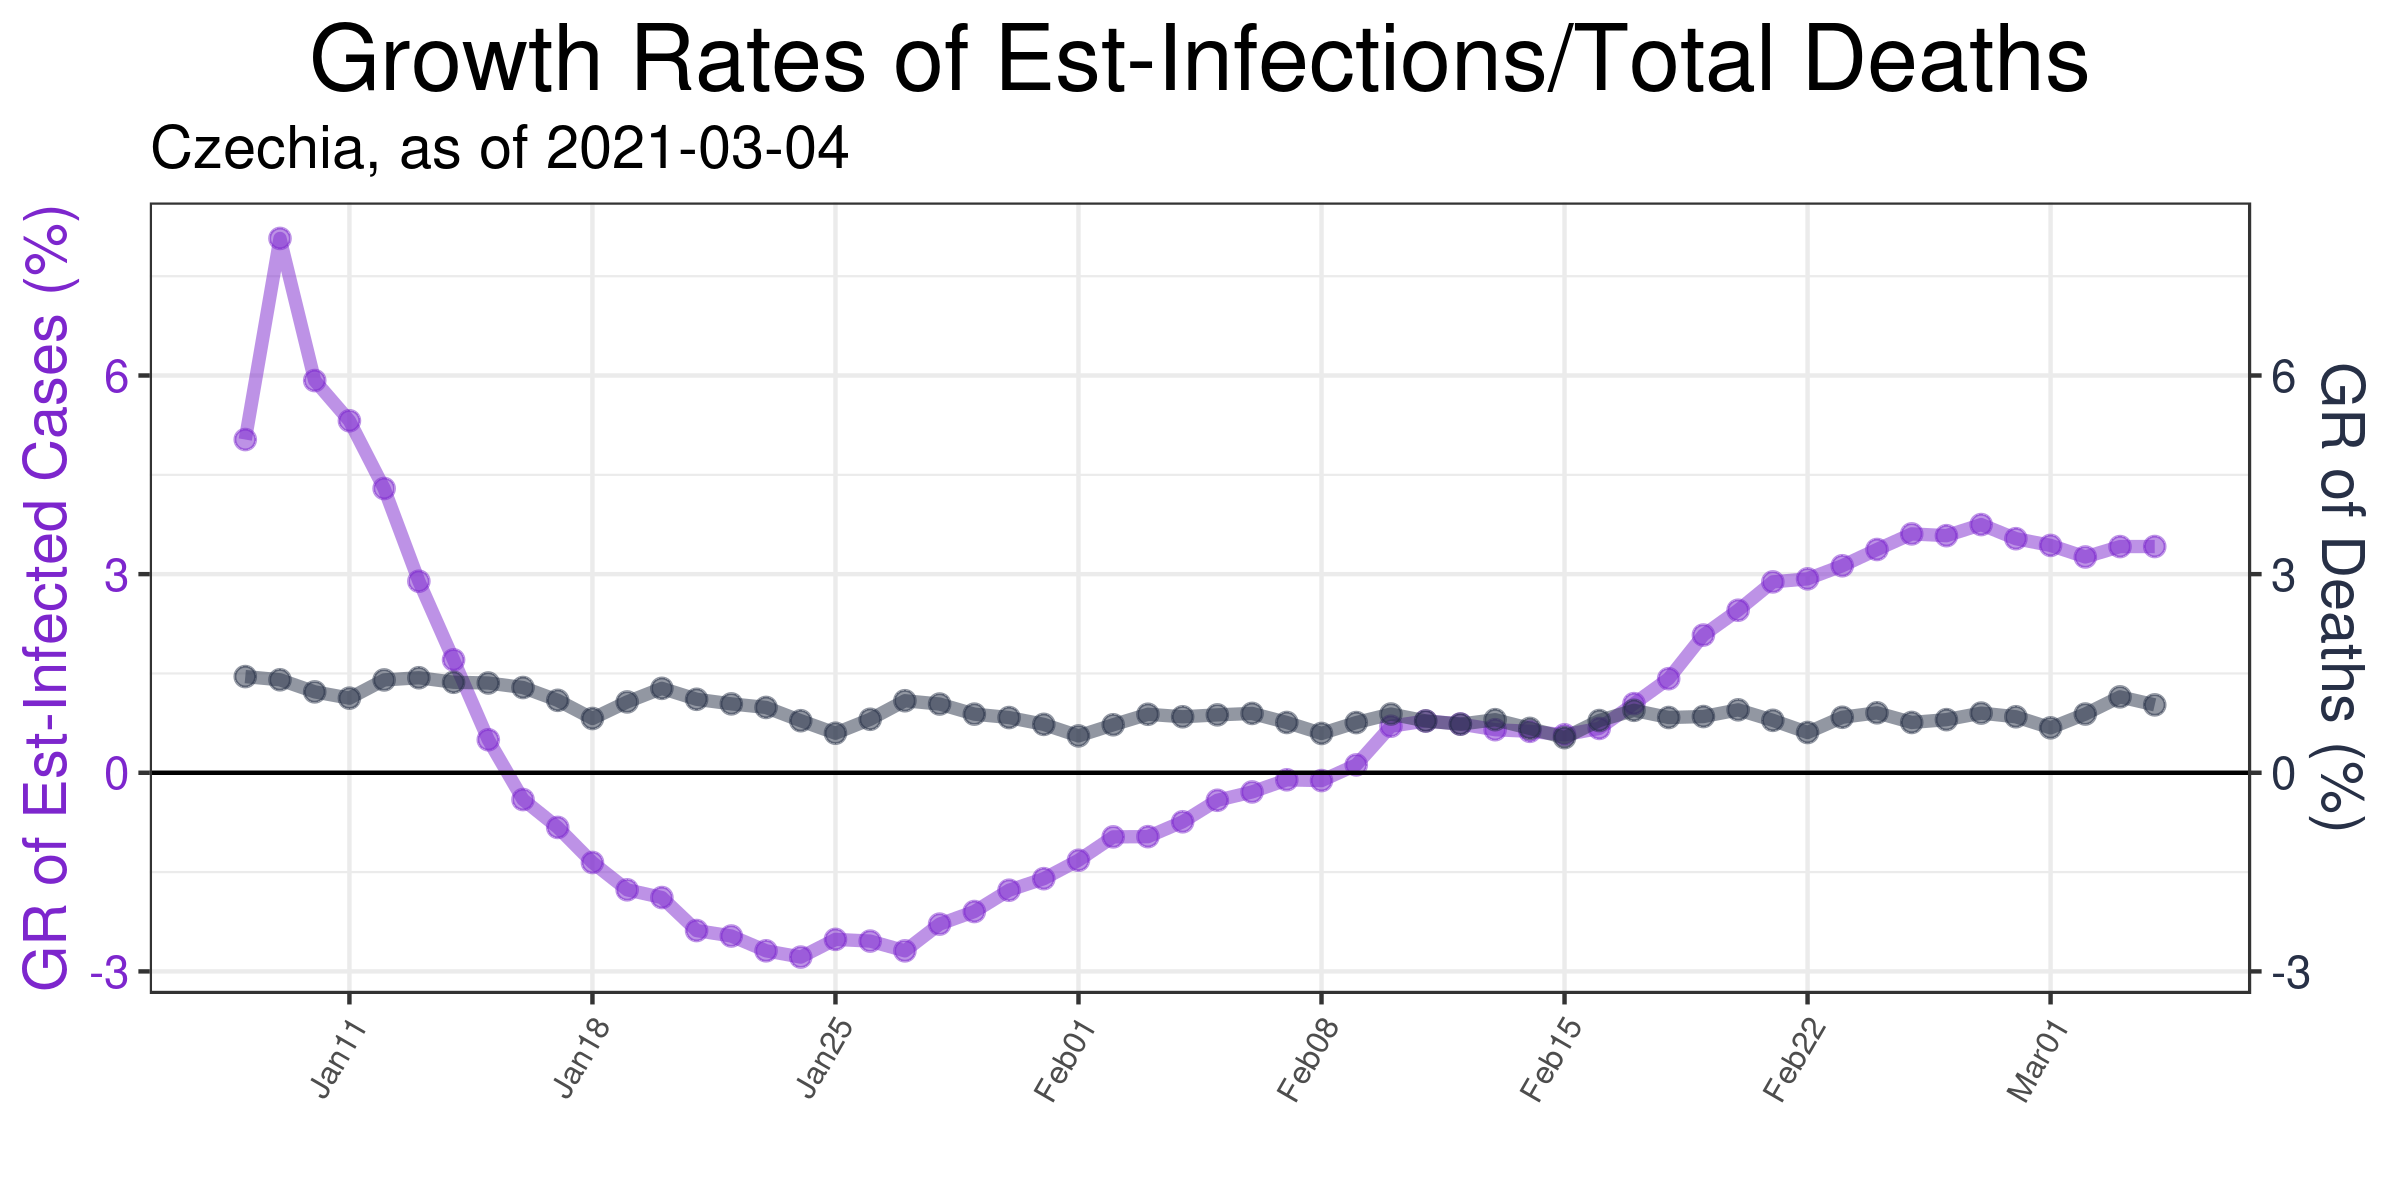 Growth Rates of Est-Infections/Total Deaths
Czechia, as of 2021-03-04
GR of Est-Infected Cases (%)
6
3
0
-3
6
3
0
-3
GR of Deaths (%)
Jan11
Jan18
Jan25
Feb01
Feb08
Feb15
Feb22
Mar01